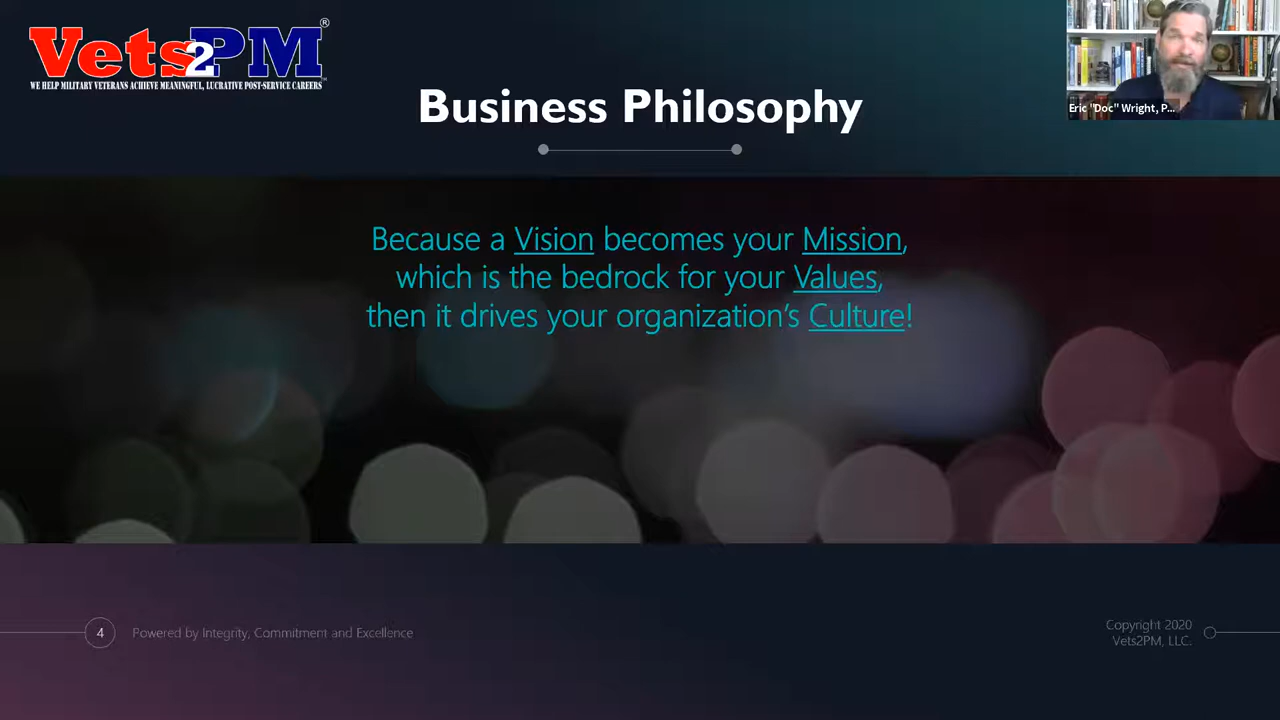 Vets2PM®
WE HELP MILITARY VETERANS ACHIEVE MEANINGFUL, LUCRATIVE POST-SERVICE CAREERS™
Eric "Doc" Wright, P...
Business Philosophy
Because a Vision becomes your Mission,
which is the bedrock for your Values,
then it drives your organization's Culture!
4
Powered by Integrity, Commitment and Excellence
Copyright 2020
Vets2PM, LLC.